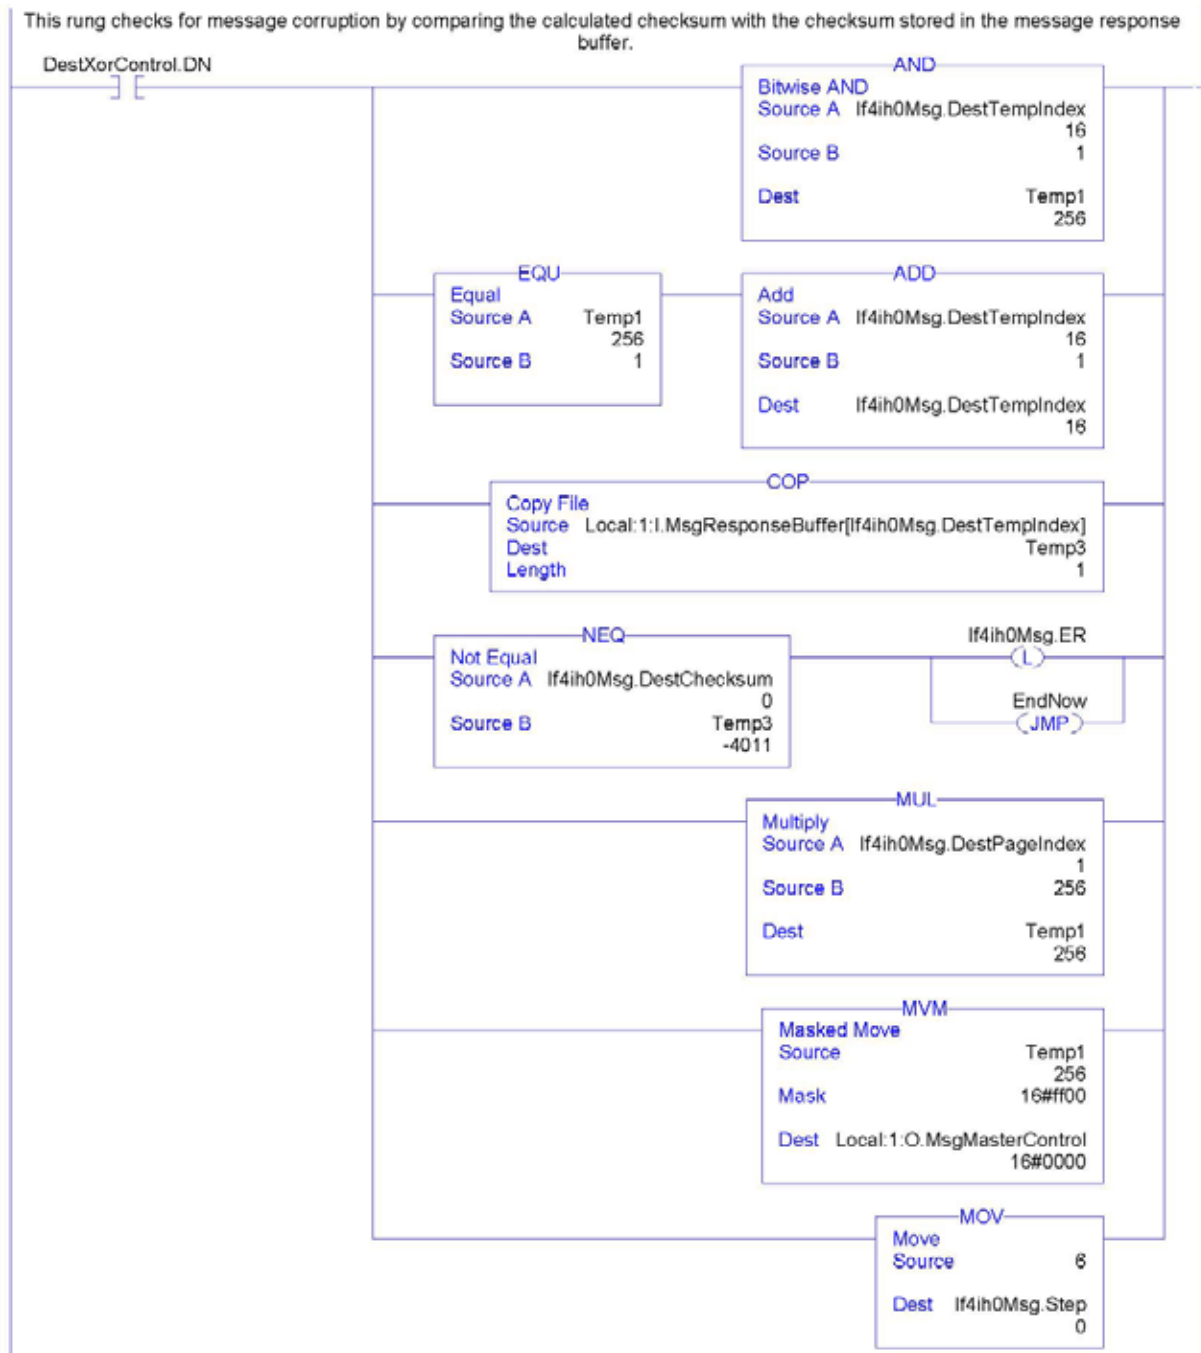 This rung checks for message corruption by comparing the calculated checksum with the checksum stored in the message response
buffer.
DestXorControl.DN
AND
Bitwise AND
Source A If4ih0Msg.DestTempIndex
16
Source B 1
Dest Temp1
256
EQU
Equal
Source A Temp1
256
Source B 1
ADD
Add
Source A If4ih0Msg.DestTempIndex
16
Source B 1
Dest If4ih0Msg.DestTempIndex
16
COP
Copy File
Source Local:1:I.MsgResponseBuffer[If4ih0Msg.DestTempIndex]
Dest Temp3
Length 1
NEQ
Not Equal
Source A If4ih0Msg.DestChecksum
0
Source B Temp3
-4011
If4ih0Msg.ER
L
EndNow
JMP
MUL
Multiply
Source A If4ih0Msg.DestPageIndex
1
Source B 256
Dest Temp1
256
MVM
Masked Move
Source Temp1
256
Mask 16#ff00
Dest Local:1:O.MsgMasterControl
16#0000
MOV
Move
Source 6
Dest If4ih0Msg.Step
0